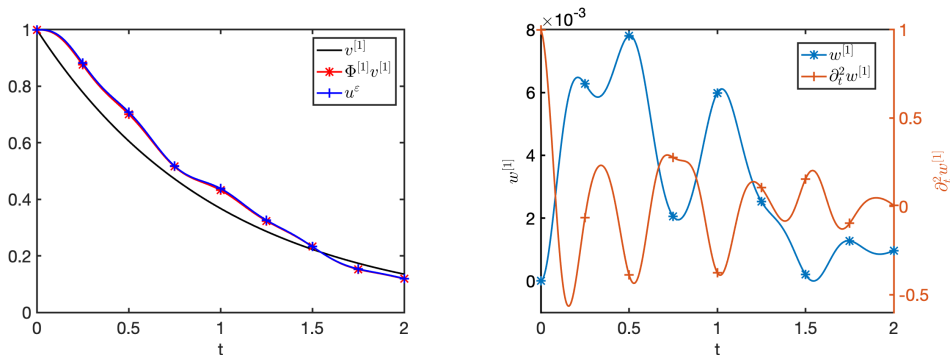 1
0.8
0.6
0.4
0.2
0
0 0.5 1 1.5 2
t
v^{[1]}
Φ^{[1]}v^{[1]}
u^ε
8 ×10^{-3}
6
4
2
0
w^{[1]}
0 0.5 1 1.5 2
t
w^{[1]}
∂_t^2 w^{[1]}
1
0.5
0
-0.5
∂_t^2 w^{[1]}